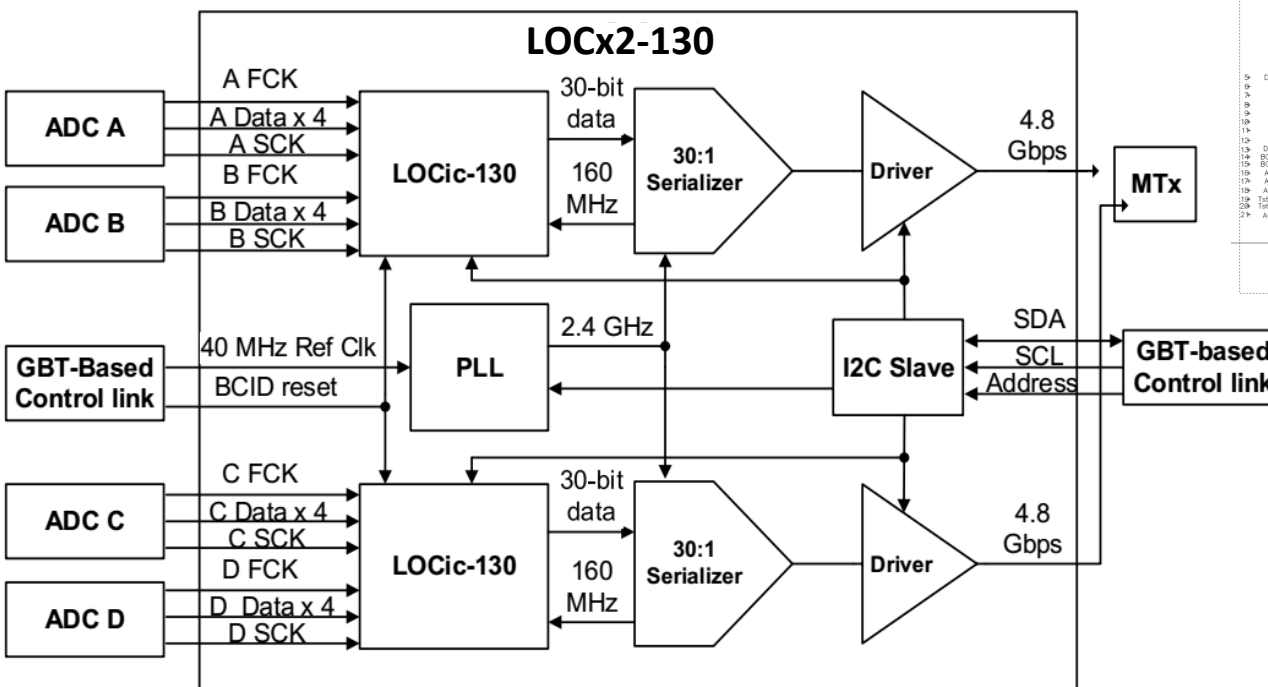 LOCx2-130
ADC A
A FCK
A Data x 4
A SCK
ADC B
B FCK
B Data x 4
B SCK
LOCic-130
30-bit
data
160
MHz
30:1
Serializer
Driver
4.8
Gbps
MTx
GBT-Based
Control link
40 MHz Ref Clk
BCID reset
PLL
2.4 GHz
I2C Slave
SDA
SCL
Address
GBT-based
Control link
ADC C
C FCK
C Data x 4
C SCK
ADC D
D FCK
D Data x 4
D SCK
LOCic-130
30-bit
data
160
MHz
30:1
Serializer
Driver
4.8
Gbps